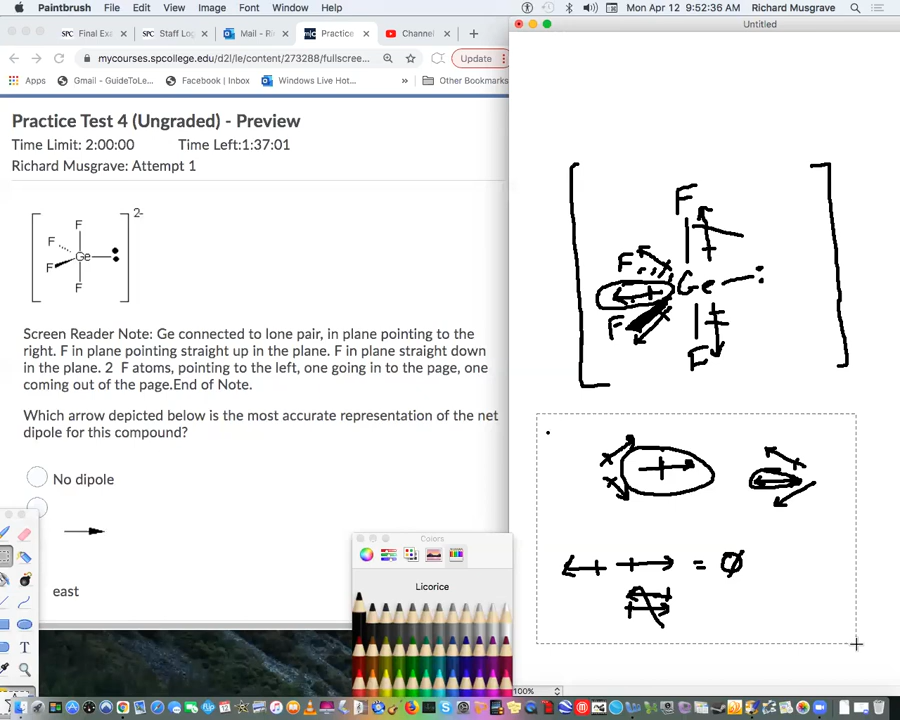 Paintbrush File Edit View Image Font Window Help
Mon Apr 12 9:52:36 AM Richard Musgrave
Untitled
SPC Final Exa
SPC Staff Log
Mail - Ri
Practice
Channel
mycourses.spcollege.edu/d2l/le/content/273288/fullscree...
Update
Apps
Gmail - GuideToLe...
Facebook | Inbox
Windows Live Hot...
»
Other Bookmarks
Practice Test 4 (Ungraded) - Preview
Time Limit: 2:00:00 Time Left:1:37:01
Richard Musgrave: Attempt 1
2-
F
F
Ge
F
F
Screen Reader Note: Ge connected to lone pair, in plane pointing to the
right. F in plane pointing straight up in the plane. F in plane straight down
in the plane. 2 F atoms, pointing to the left, one going in to the page, one
coming out of the page.End of Note.
Which arrow depicted below is the most accurate representation of the net
dipole for this compound?
No dipole
east
Colors
Licorice
T
F
F
Ge
F
F
= 0
100%